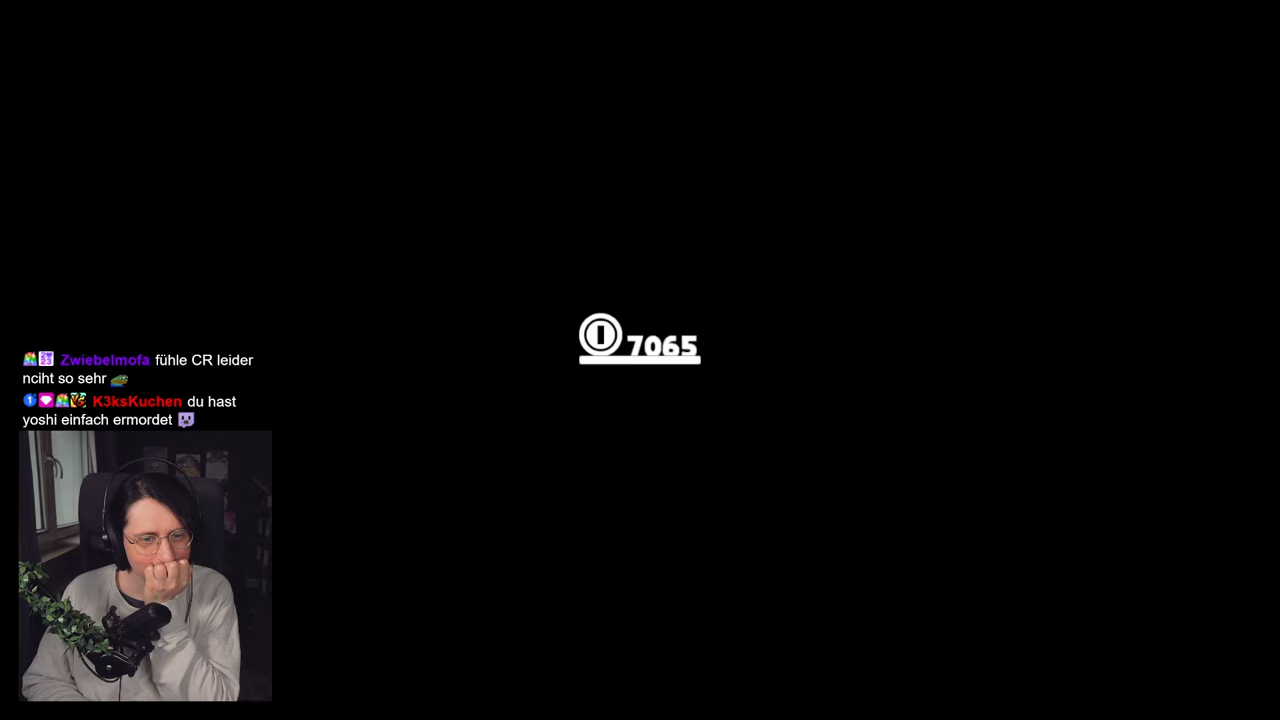 7065
Zwiebelmofa fühle CR leider
nciht so sehr
K3ksKuchen du hast
yoshi einfach ermordet